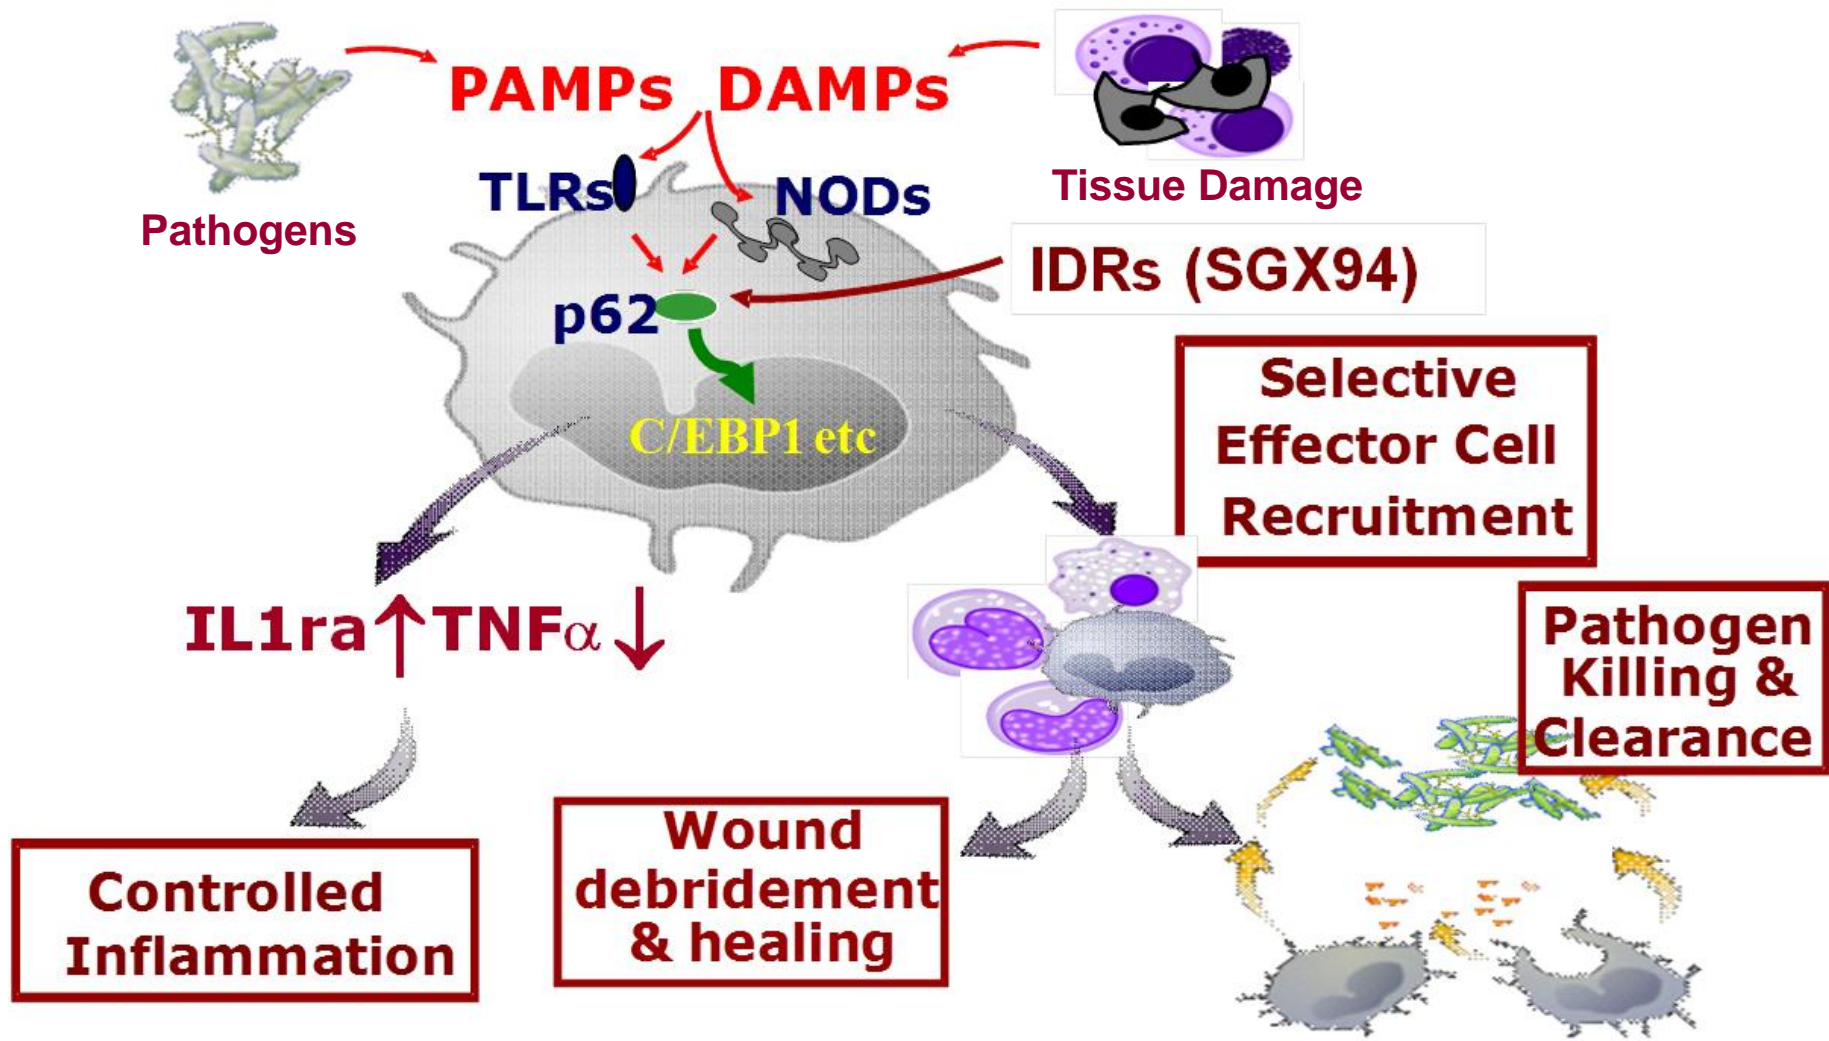 PAMPs DAMPs
TLRs
NODs
Pathogens
Tissue Damage
IDRs (SGX94)
p62
C/EBP1 etc
Selective
Effector Cell
Recruitment
IL1ra↑TNFα↓
Pathogen
Killing &
Clearance
Wound
debridement
& healing
Controlled
Inflammation